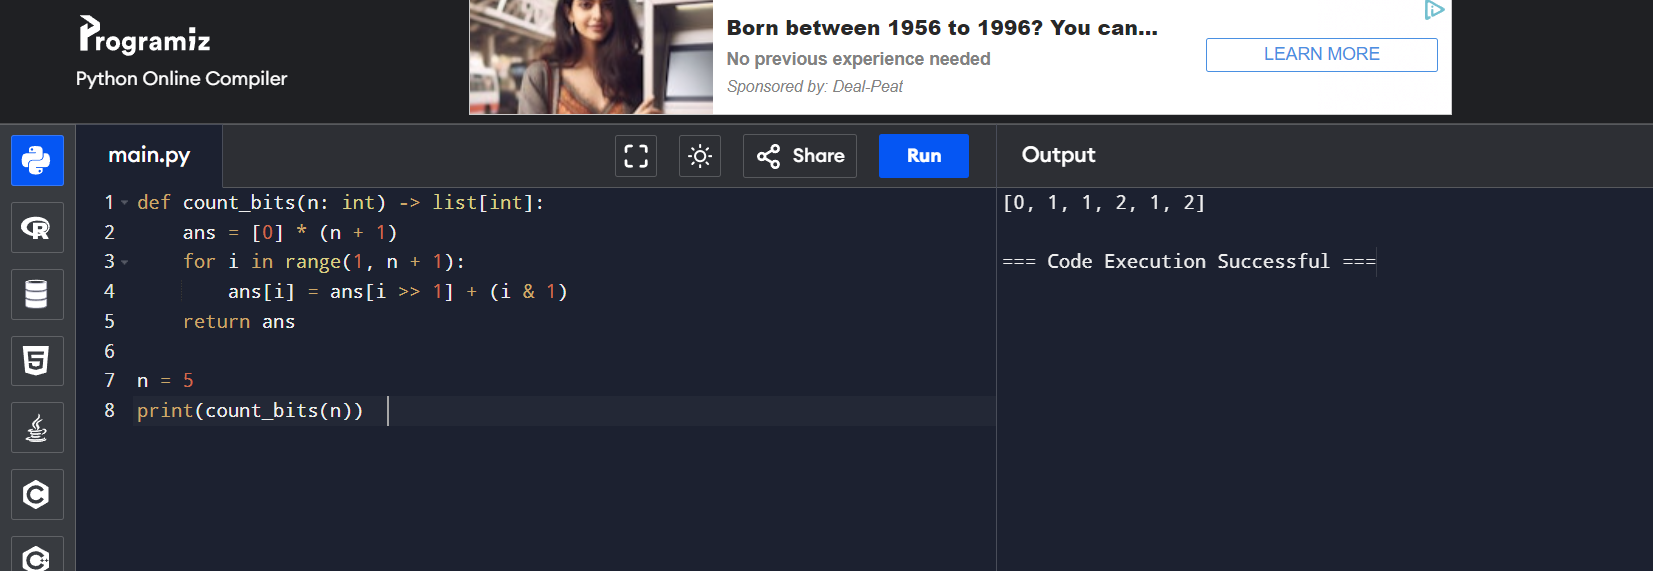 Programiz
Python Online Compiler
Born between 1956 to 1996? You can...
No previous experience needed
Sponsored by: Deal-Peat
LEARN MORE
main.py
Share
Run
Output
1 def count_bits(n: int) -> list[int]:
2     ans = [0] * (n + 1)
3     for i in range(1, n + 1):
4         ans[i] = ans[i >> 1] + (i & 1)
5     return ans
6
7 n = 5
8 print(count_bits(n))
[0, 1, 1, 2, 1, 2]
=== Code Execution Successful ===